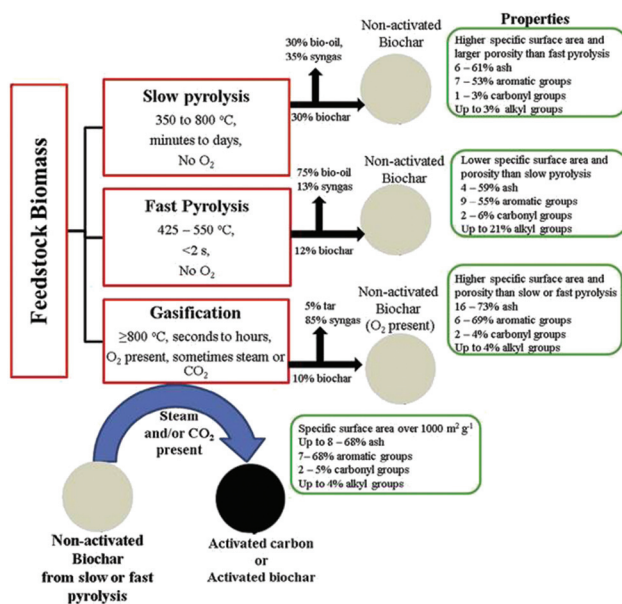 Feedstock Biomass
Slow pyrolysis
350 to 800 °C,
minutes to days,
No O₂
30% bio-oil,
35% syngas
30% biochar
Non-activated
Biochar
Properties
Higher specific surface area and
larger porosity than fast pyrolysis
6 – 61% ash
7 – 53% aromatic groups
1 – 3% carbonyl groups
Up to 3% alkyl groups
Fast Pyrolysis
425 – 550 °C,
<2 s,
No O₂
75% bio-oil
13% syngas
12% biochar
Non-activated
Biochar
Lower specific surface area and
porosity than slow pyrolysis
4 – 59% ash
9 – 55% aromatic groups
2 – 6% carbonyl groups
Up to 21% alkyl groups
Gasification
≥800 °C, seconds to hours,
O₂ present, sometimes steam or
CO₂
5% tar
85% syngas
10% biochar
Non-activated
Biochar
(O₂ present)
Higher specific surface area and
porosity than slow or fast pyrolysis
16 – 73% ash
6 – 69% aromatic groups
2 – 4% carbonyl groups
Up to 4% alkyl groups
Steam
and/or CO₂
present
Non-activated
Biochar
from slow or fast
pyrolysis
Activated carbon
or
Activated biochar
Specific surface area over 1000 m² g⁻¹
Up to 8 – 68% ash
7– 68% aromatic groups
2 – 5% carbonyl groups
Up to 4% alkyl groups